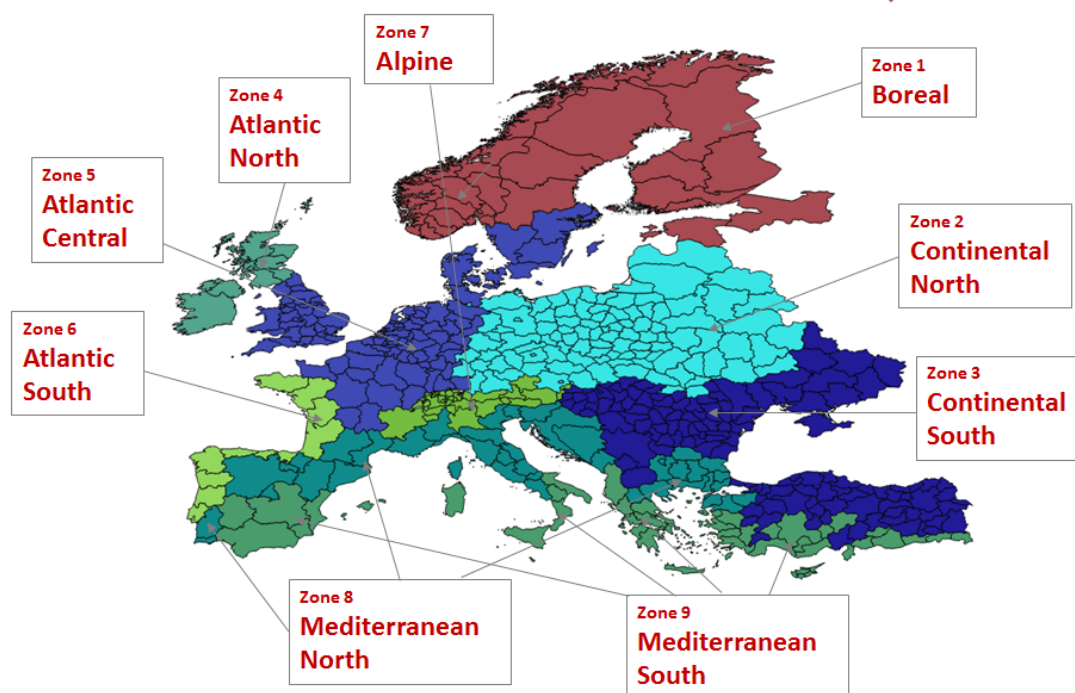 Zone 7
Alpine
Zone 1
Boreal
Zone 4
Atlantic
North
Zone 5
Atlantic
Central
Zone 2
Continental
North
Zone 6
Atlantic
South
Zone 3
Continental
South
Zone 8
Mediterranean
North
Zone 9
Mediterranean
South